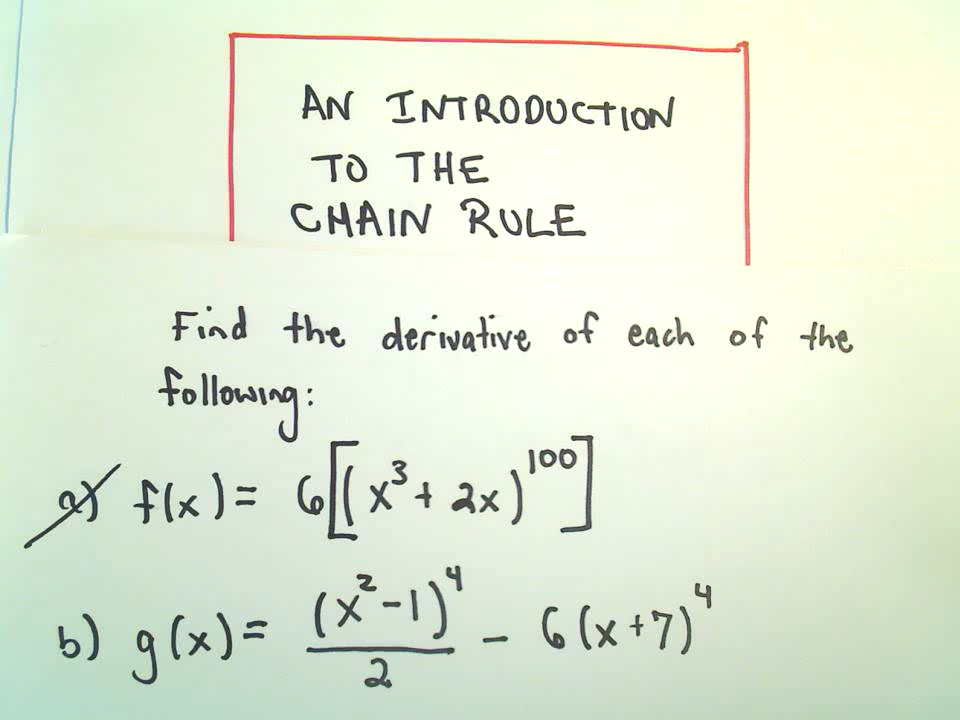 AN INTRODUCTION
TO THE
CHAIN RULE
Find the derivative of each of the
following:
a) f(x) = 6[(x³ + 2x)¹⁰⁰]
b) g(x) = (x² - 1)⁴ / 2 - 6(x + 7)⁴